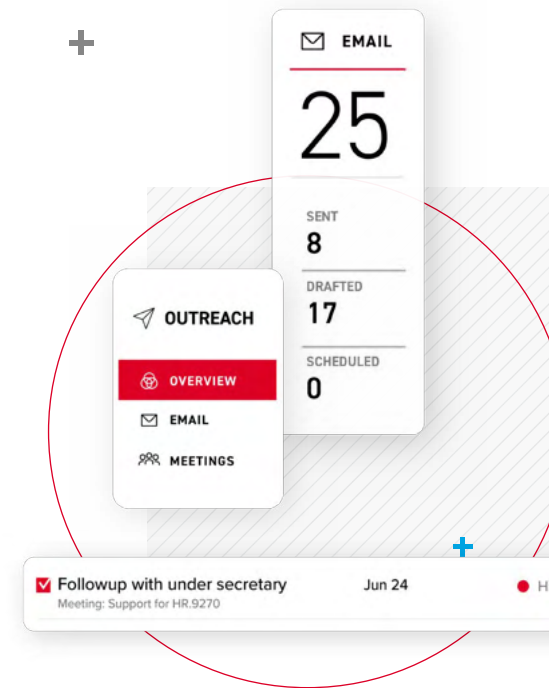 EMAIL
25
SENT
8
DRAFTED
17
SCHEDULED
0
OUTREACH
OVERVIEW
EMAIL
MEETINGS
Followup with under secretary
Jun 24
H
Meeting: Support for HR.9270